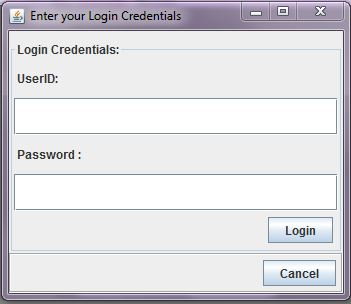 Enter your Login Credentials
Login Credentials:
UserID:
Password :
Login
Cancel